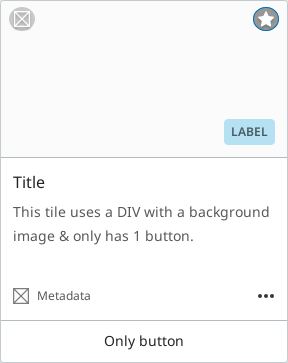 LABEL
Title
This tile uses a DIV with a background
image & only has 1 button.
Metadata
Only button